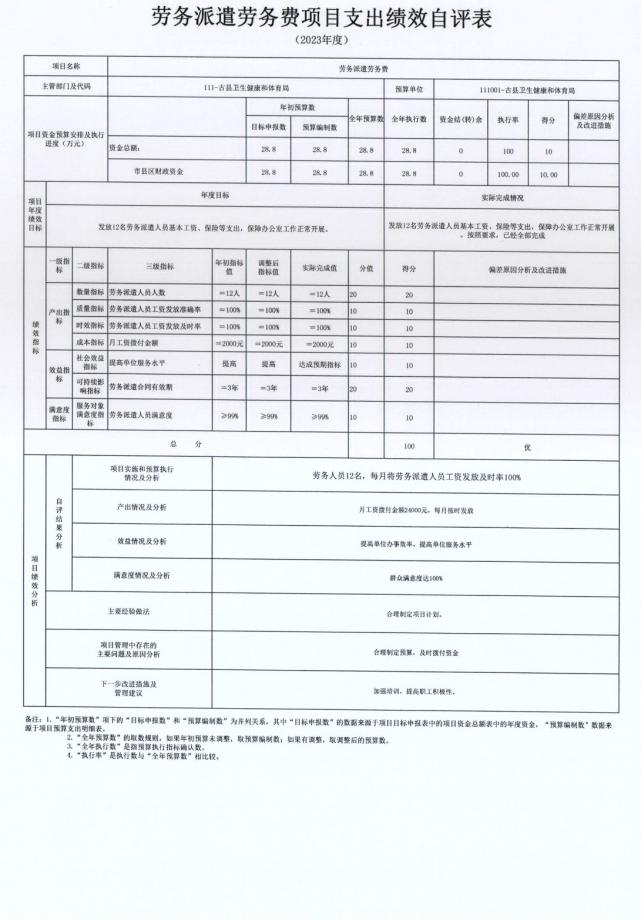 劳务派遣劳务费项目支出绩效自评表
（2023年度）
项目名称 劳务派遣劳务费
主管部门及代码 111-古县卫生健康和体育局 预算单位 111001-古县卫生健康和体育局
项目资金预算安排及执行进度（万元） 年初预算数 全年预算数 全年执行数 资金结(转)余 执行率 得分 偏差原因分析及改进措施
目标申报数 预算编制数
资金总额： 28.8 28.8 28.8 28.8 0 100 10
市县区财政资金 28.8 28.8 28.8 28.8 0 100.00 10.00
项目年度绩效目标 年度目标 实际完成情况
发放12名劳务派遣人员基本工资、保险等支出，保障办公室工作正常开展。 发放12名劳务派遣人员基本工资、保险等支出，保障办公室工作正常开展
。按照要求，已经全部完成
绩效指标 一级指标 二级指标 三级指标 年初指标值 调整后指标值 实际完成值 分值 得分 偏差原因分析及改进措施
产出指标 数量指标 劳务派遣人员人数 ＝12人 ＝12人 ＝12人 20 20
质量指标 劳务派遣人员工资发放准确率 ＝100% ＝100% ＝100% 10 10
时效指标 劳务派遣人员工资发放及时率 ＝100% ＝100% ＝100% 10 10
成本指标 月工资拨付金额 ＝2000元 ＝2000元 ＝2000元 10 10
效益指标 社会效益指标 提高单位服务水平 提高 提高 达成预期指标 10 10
可持续影响指标 劳务派遣合同有效期 ＝3年 ＝3年 ＝3年 20 20
满意度指标 服务对象满意度指标 劳务派遣人员满意度 ≥99% ≥99% ≥99% 10 10
总 分 100 优
项目绩效分析 自评结果分析 项目实施和预算执行情况及分析 劳务人员12名，每月将劳务派遣人员工资发放及时率100%
产出情况及分析 月工资拨付金额24000元，每月按时发放
效益情况及分析 提高单位办事效率，提高单位服务水平
满意度情况及分析 群众满意度达100%
主要经验做法 合理制定项目计划。
项目管理中存在的主要问题及原因分析 合理制定预算，及时拨付资金
下一步改进措施及管理建议 加强培训，提高职工积极性。
备注：1.“年初预算数”项下的“目标申报数”和“预算编制数”为并列关系，其中“目标申报数”的数据来源于项目目标申报表中的项目资金总额表中的年度资金，“预算编制数”数据来
源于项目预算支出明细表。
2.“全年预算数”的取数规则，如果年初预算未调整，取预算编制数；如果有调整，取调整后的预算数。
3.“全年执行数”是指预算执行指标确认数。
4.“执行率”是执行数与“全年预算数”相比较。